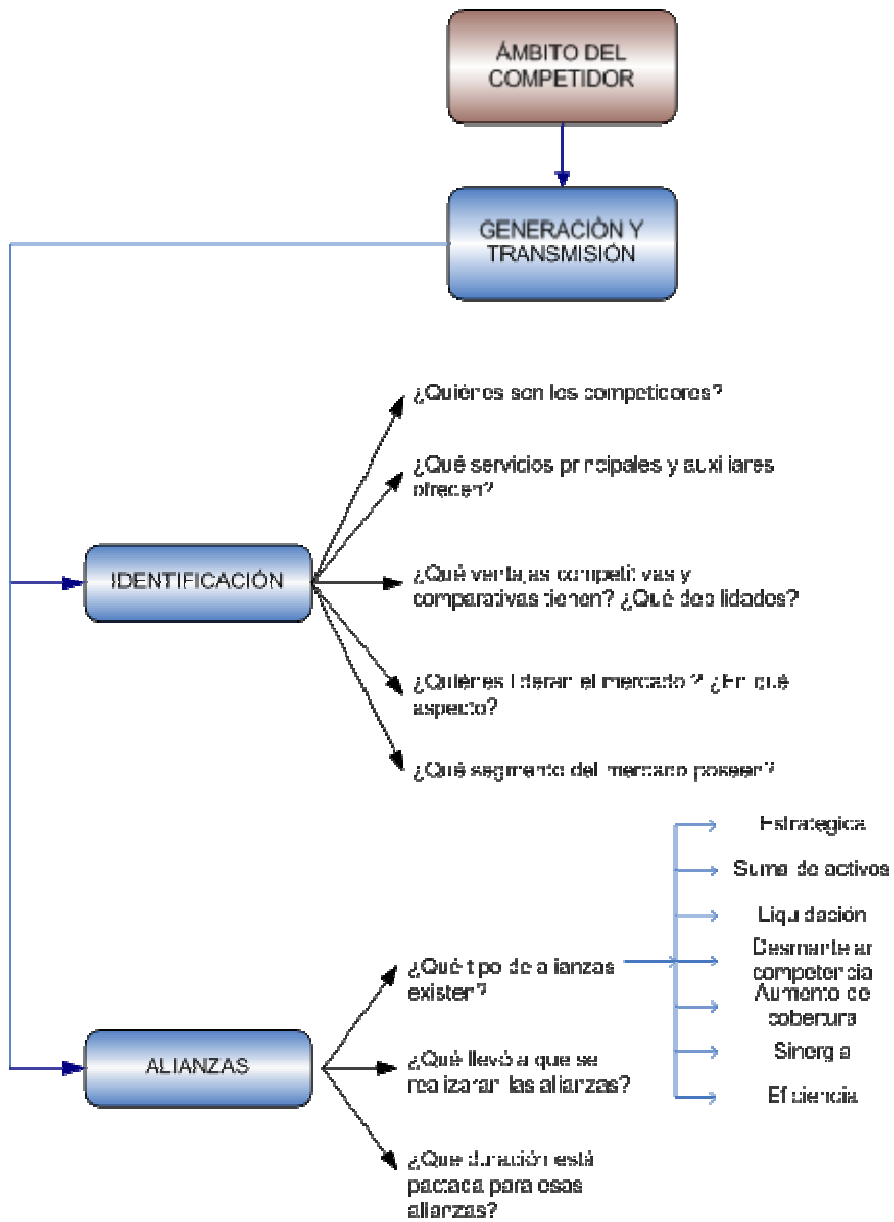 ÁMBITO DEL
COMPETIDOR
GENERACIÓN Y
TRANSMISIÓN
¿Quiénes son los competidores?
¿Qué servicios principales y auxiliares
ofrecen?
IDENTIFICACIÓN
¿Qué ventajas competitivas y
comparativas tienen? ¿Qué debilidades?
¿Quiénes lideran el mercado? ¿En qué
aspecto?
¿Qué segmento del mercado poseen?
Estrategica
Suma de activos
Liquidación
Desmantelar
competencia
Aumento de
cobertura
Sinergia
Eficiencia
¿Qué tipo de alianzas
existen?
ALIANZAS
¿Qué llevó a que se
realizaran las alianzas?
¿Que duración está
pactada para esas
alianzas?